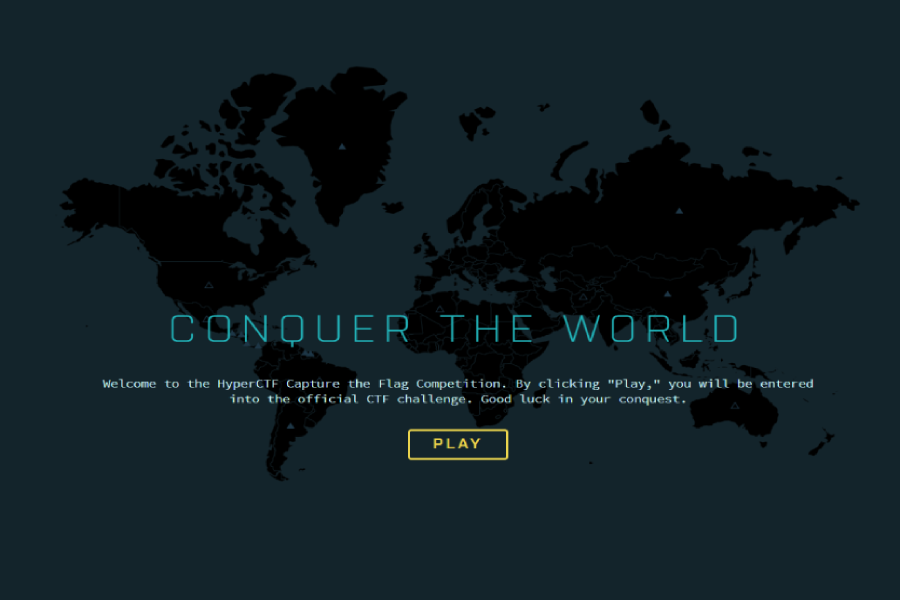 CONQUER THE WORLD
Welcome to the HyperCTF Capture the Flag Competition. By clicking "Play," you will be entered
into the official CTF challenge. Good luck in your conquest.
PLAY